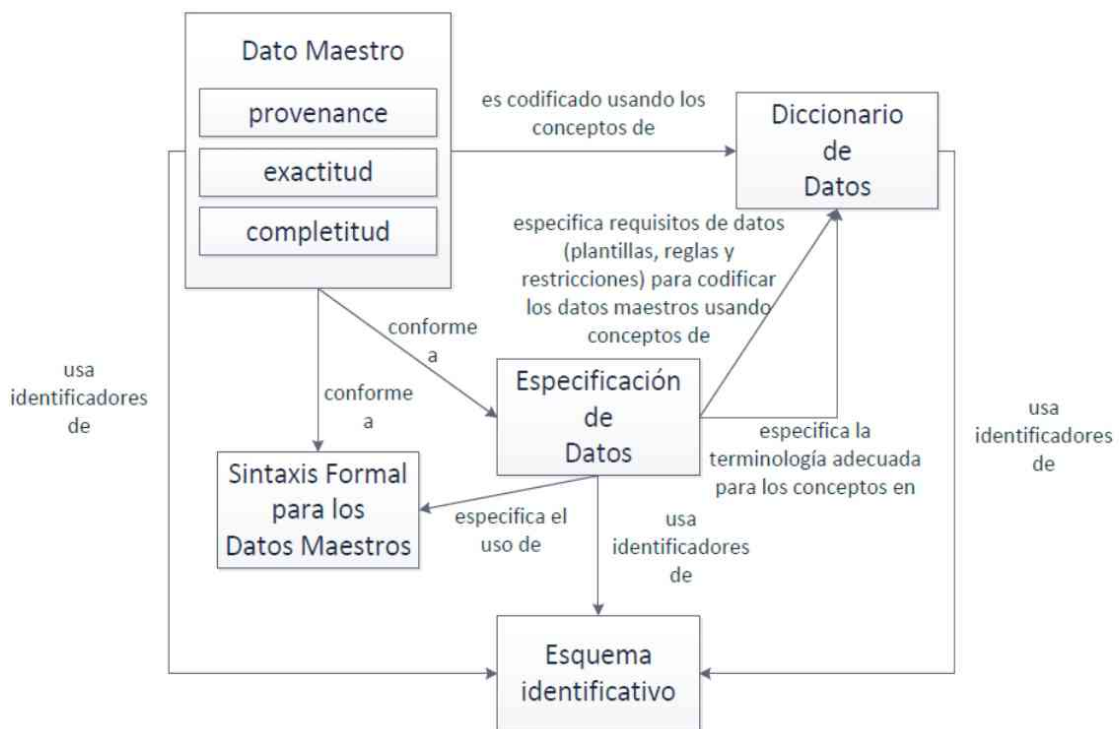 Dato Maestro
provenance
exactitud
completitud
es codificado usando los
conceptos de
Diccionario
de
Datos
especifica requisitos de datos
(plantillas, reglas y
restricciones) para codificar
los datos maestros usando
conceptos de
conforme
a
usa
identificadores
de
conforme
a
Especificación
de
Datos
especifica la
terminología adecuada
para los conceptos en
usa
identificadores
de
Sintaxis Formal
para los
Datos Maestros
especifica el
uso de
usa
identificadores
de
Esquema
identificativo